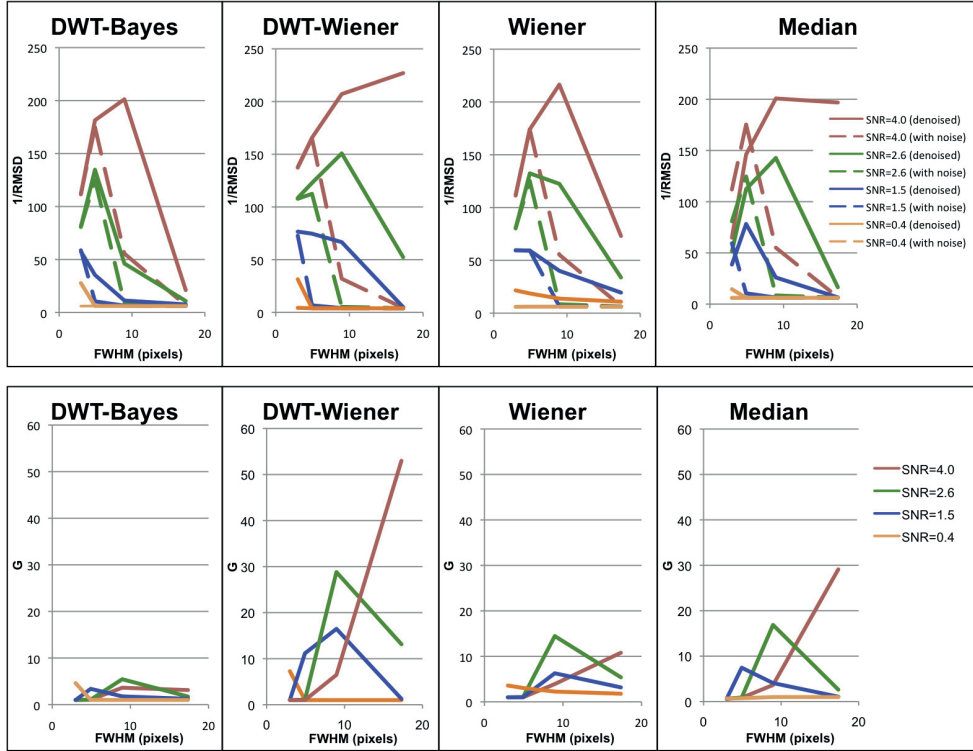 DWT-Bayes
250
200
150
100
50
0
0 10 20
1/RMSD
FWHM (pixels)
DWT-Wiener
250
200
150
100
50
0
0 10 20
1/RMSD
FWHM (pixels)
Wiener
250
200
150
100
50
0
0 10 20
1/RMSD
FWHM (pixels)
Median
250
200
150
100
50
0
0 10 20
1/RMSD
FWHM (pixels)
SNR=4.0 (denoised)
SNR=4.0 (with noise)
SNR=2.6 (denoised)
SNR=2.6 (with noise)
SNR=1.5 (denoised)
SNR=1.5 (with noise)
SNR=0.4 (denoised)
SNR=0.4 (with noise)
DWT-Bayes
60
50
40
30
20
10
0
0 10 20
G
FWHM (pixels)
DWT-Wiener
60
50
40
30
20
10
0
0 10 20
G
FWHM (pixels)
Wiener
60
50
40
30
20
10
0
0 10 20
G
FWHM (pixels)
Median
60
50
40
30
20
10
0
0 10 20
G
FWHM (pixels)
SNR=4.0
SNR=2.6
SNR=1.5
SNR=0.4